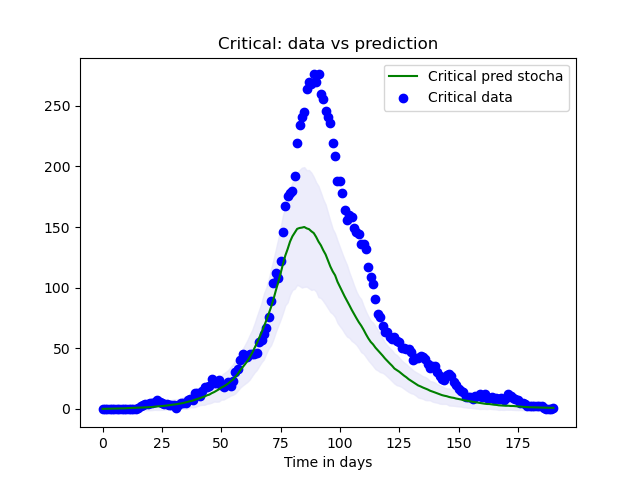 Critical: data vs prediction
Critical pred stocha
Critical data
250
200
150
100
50
0
0 25 50 75 100 125 150 175
Time in days